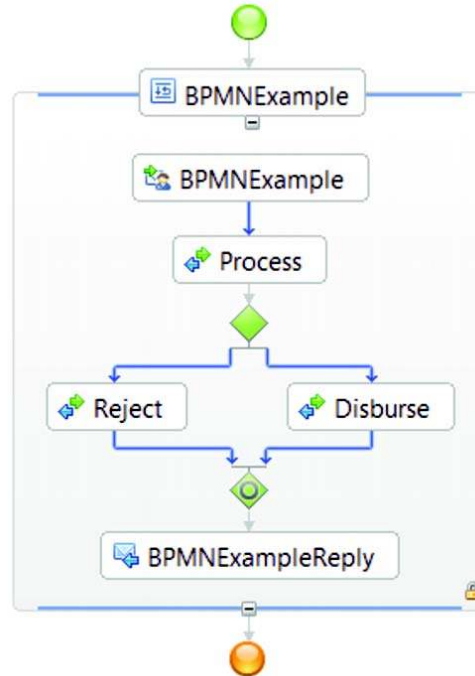 BPMNExample
BPMNExample
Process
Reject
Disburse
BPMNExampleReply